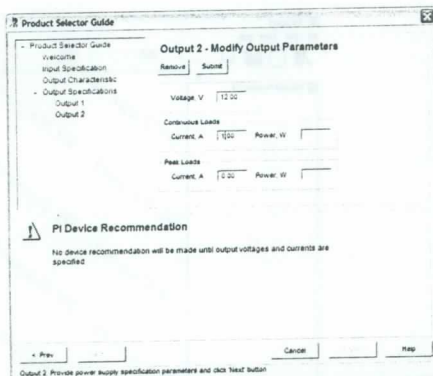 Product Selector Guide
- Product Selector Guide
Welcome
Input Specification
Output Characteristic
- Output Specifications
Output 1
Output 2
Output 2 - Modify Output Parameters
Remove Submit
Voltage, V 12.00
Continuous Loads
Current, A 1.00 Power, W
Peak Loads
Current, A 0.00 Power, W
PI Device Recommendation
No device recommendation will be made until output voltages and currents are
specified
< Prev Cancel Help
Output 2: Provide power supply specification parameters and click 'Next' button